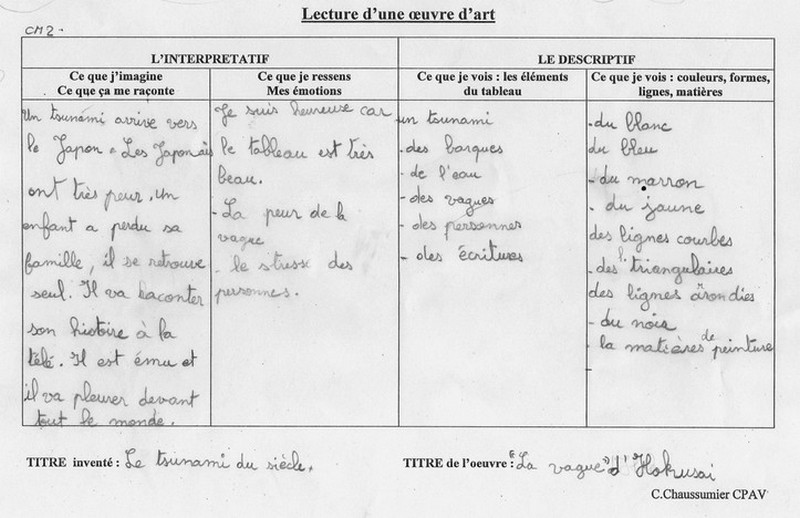 Lecture d'une œuvre d'art
CM2.
L'INTERPRETATIF
LE DESCRIPTIF
Ce que j'imagine
Ce que ça me raconte
Ce que je ressens
Mes émotions
Ce que je vois : les éléments
du tableau
Ce que je vois : couleurs, formes,
lignes, matières
Un tsunami arrive vers
le Japon. Les Japonais
ont très peur. Un
enfant a perdu sa
famille, il se retrouve
seul. Il va raconter
son histoire à la
télé. Il est ému et
il va pleurer devant
tout le monde.
Je suis heureuse car
le tableau est très
beau.
- La peur de la
vague
- le stress des
personnes.
un tsunami
- des barques
- de l'eau
- des vagues
- des personnes
- des écritures
- du blanc
du bleu
- du marron
- du jaune
des lignes courbes
- des l. triangulaires
des lignes arrondies
- du noir
- la matières de peinture
TITRE inventé : Le tsunami du siècle.
TITRE de l'oeuvre : "La vague" d'Hokusai
C.Chaussumier CPAV